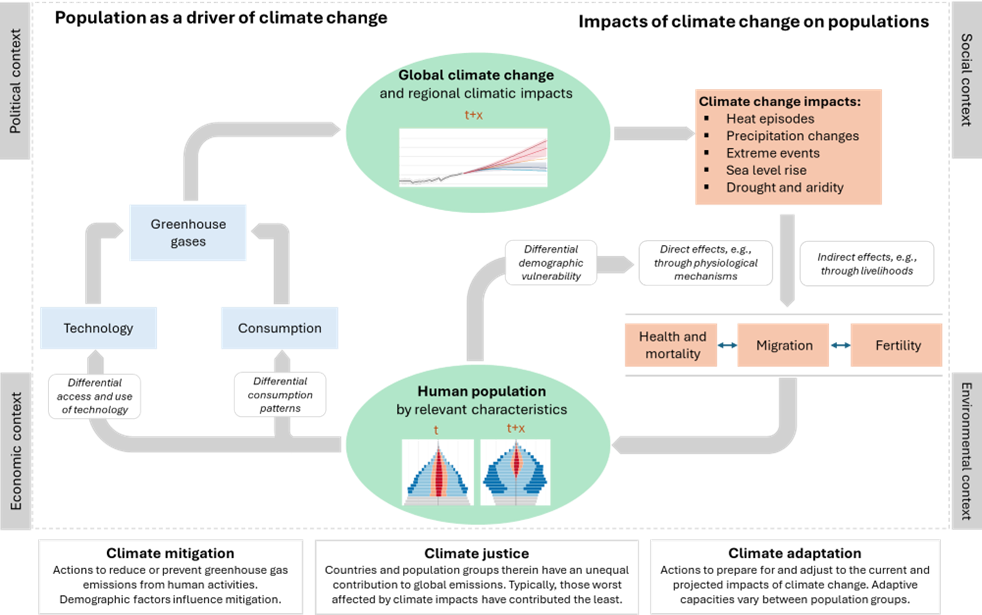 Population as a driver of climate change
Impacts of climate change on populations
Political context
Social context
Economic context
Environmental context
Global climate change
and regional climatic impacts
t+x
Climate change impacts:
▪ Heat episodes
▪ Precipitation changes
▪ Extreme events
▪ Sea level rise
▪ Drought and aridity
Greenhouse
gases
Differential
demographic
vulnerability
Direct effects, e.g.,
through physiological
mechanisms
Indirect effects, e.g.,
through livelihoods
Technology
Consumption
Health and
mortality
Migration
Fertility
Differential
access and use
of technology
Differential
consumption
patterns
Human population
by relevant characteristics
t
t+x
Climate mitigation
Actions to reduce or prevent greenhouse gas
emissions from human activities.
Demographic factors influence mitigation.
Climate justice
Countries and population groups therein have an unequal
contribution to global emissions. Typically, those worst
affected by climate impacts have contributed the least.
Climate adaptation
Actions to prepare for and adjust to the current and
projected impacts of climate change. Adaptive
capacities vary between population groups.